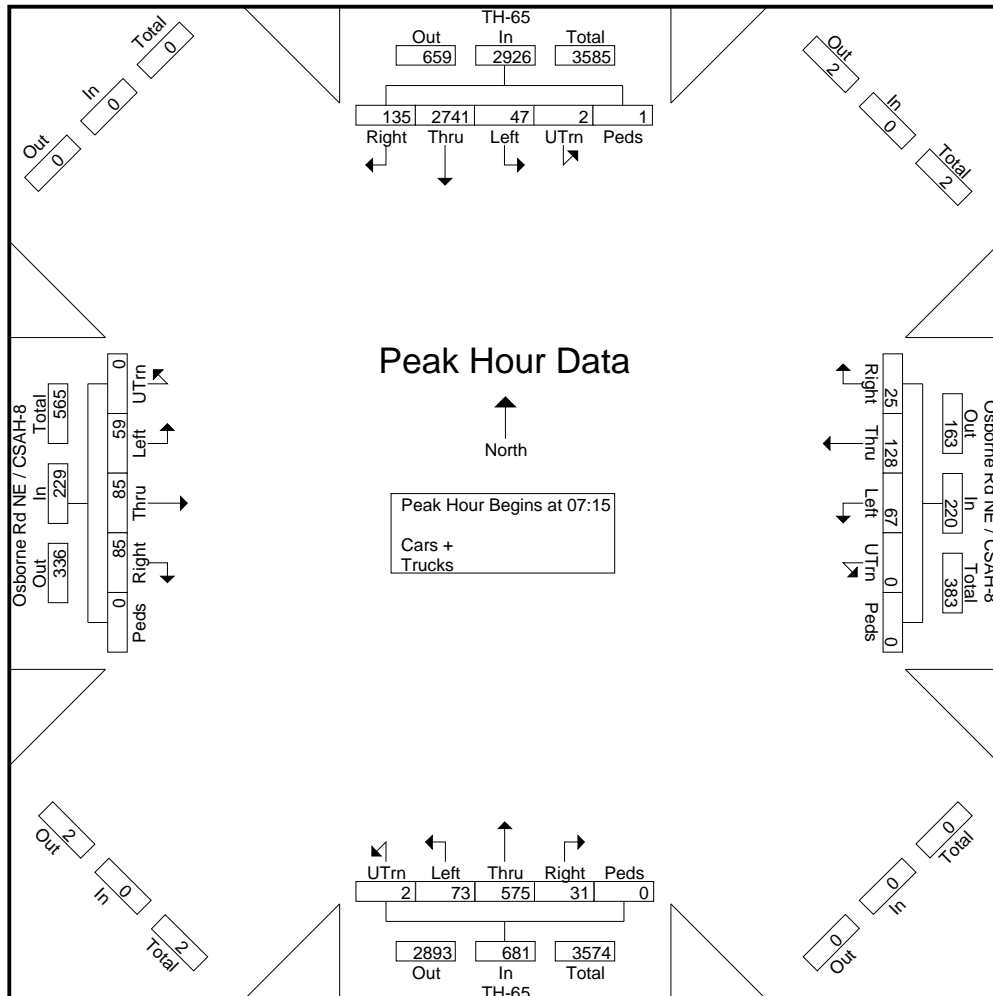 TH-65
Out In Total
659 2926 3585
135 2741 47 2 1
Right Thru Left UTrn Peds
Total
0
In
0
Out
0
Out
2
In
0
Total
2
Peak Hour Data
North
Peak Hour Begins at 07:15
Cars +
Trucks
Osborne Rd NE / CSAH-8
Out In Total
336 229 565
0 85 85 59 0
Peds Right Thru Left UTrn
Osborne Rd NE / CSAH-8
Out In Total
163 220 383
25 128 67 0 0
Right Thru Left UTrn Peds
Out
2
In
0
Total
2
UTrn Left Thru Right Peds
2 73 575 31 0
2893 681 3574
Out In Total
TH-65
Total
0
In
0
Out
0